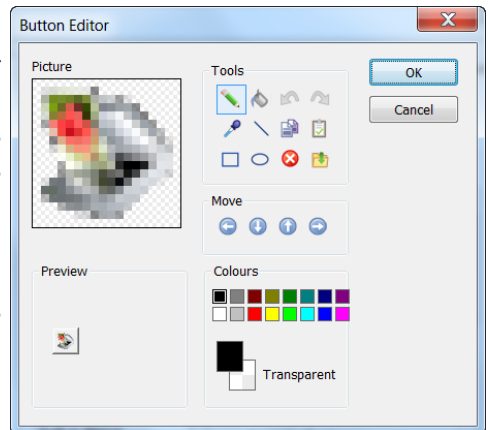 Button Editor
Picture
Tools
OK
Cancel
Move
Preview
Colours
Transparent